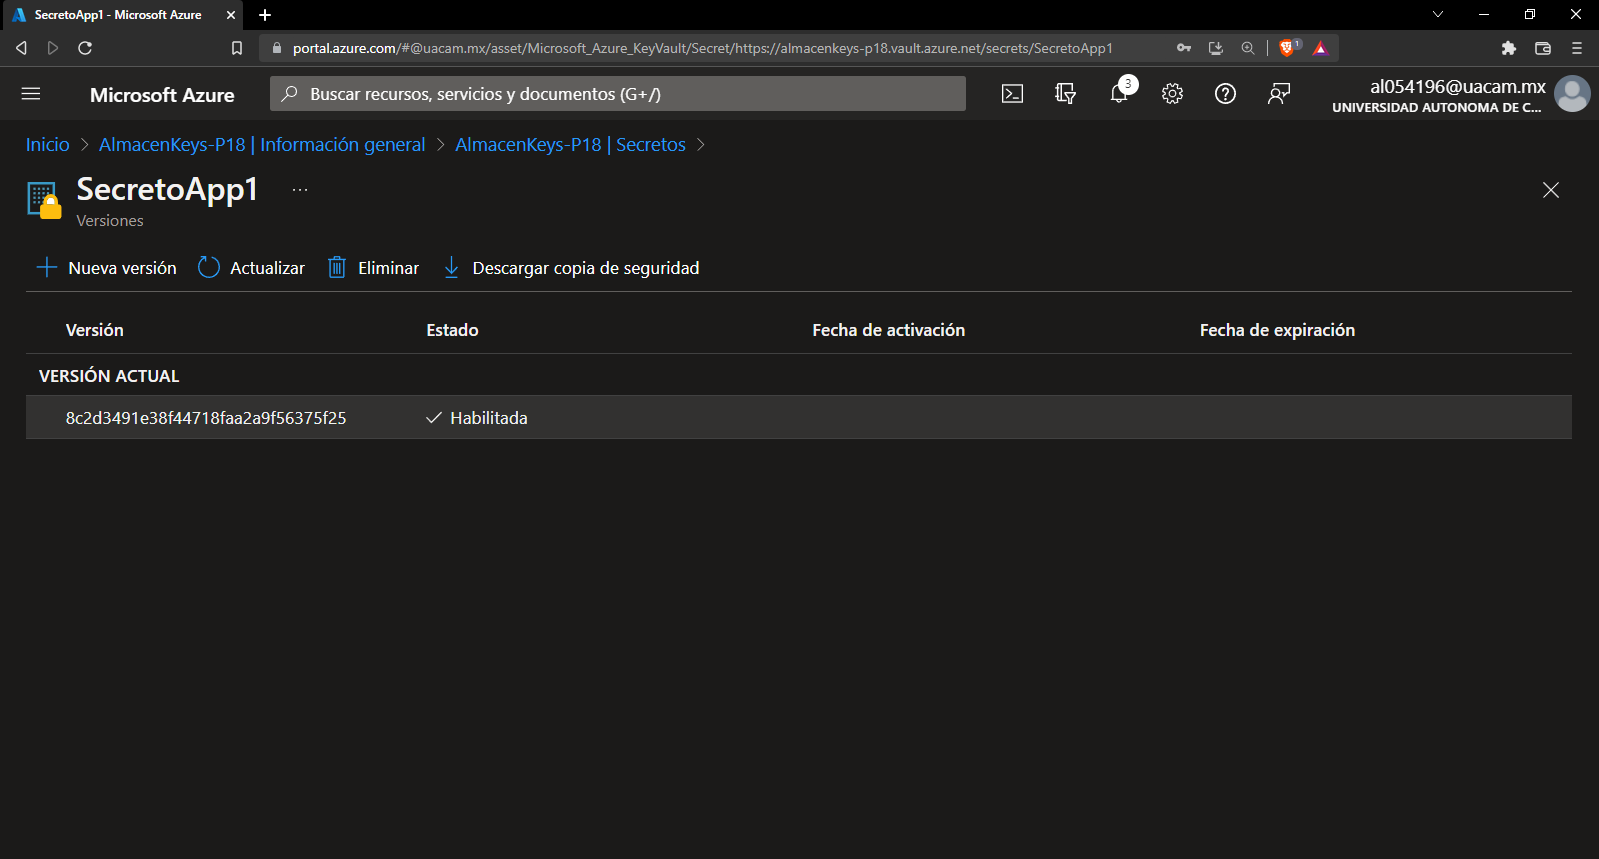 SecretoApp1 - Microsoft Azure
portal.azure.com/#@uacam.mx/asset/Microsoft_Azure_KeyVault/Secret/https://almacenkeys-p18.vault.azure.net/secrets/SecretoApp1
1
Microsoft Azure
Buscar recursos, servicios y documentos (G+/)
3
al054196@uacam.mx
UNIVERSIDAD AUTONOMA DE C...
Inicio > AlmacenKeys-P18 | Información general > AlmacenKeys-P18 | Secretos >
SecretoApp1 ...
Versiones
Nueva versión Actualizar Eliminar Descargar copia de seguridad
Versión Estado Fecha de activación Fecha de expiración
VERSIÓN ACTUAL
8c2d3491e38f44718faa2a9f56375f25 Habilitada